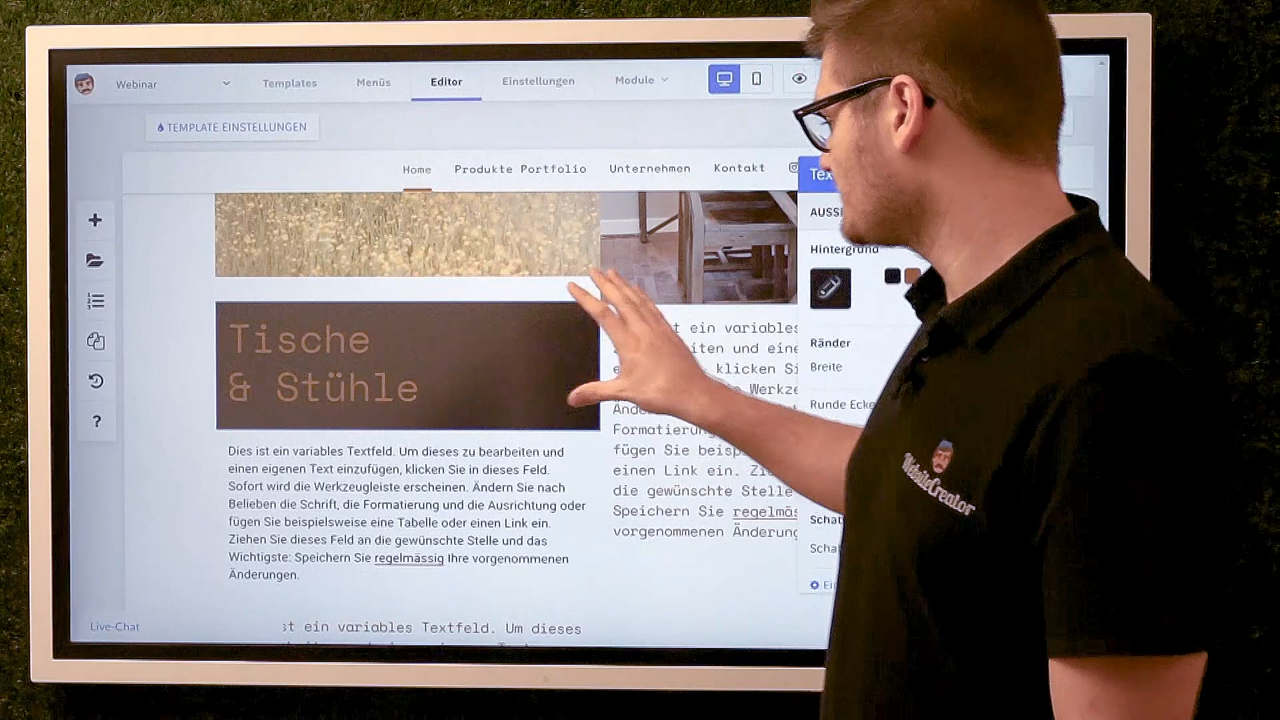 Webinar
Templates
Menüs
Editor
Einstellungen
Module
TEMPLATE EINSTELLUNGEN
Home
Produkte Portfolio
Unternehmen
Kontakt
Tische
& Stühle
Dies ist ein variables Textfeld. Um dieses zu bearbeiten und
einen eigenen Text einzufügen, klicken Sie in dieses Feld.
Sofort wird die Werkzeugleiste erscheinen. Ändern Sie nach
Belieben die Schrift, die Formatierung und die Ausrichtung oder
fügen Sie beispielsweise eine Tabelle oder einen Link ein.
Ziehen Sie dieses Feld an die gewünschte Stelle und das
Wichtigste: Speichern Sie regelmässig Ihre vorgenommenen
Änderungen.
ein variables
und
klicken Sie
Formatierung
fügen Sie
einen Link ein.
die gewünschte Stelle
Speichern Sie
vorgenommenen
ein variables Textfeld. Um dieses
Live-Chat
Hintergrund
Ränder
Breite
Runde
?
WebsiteCreator